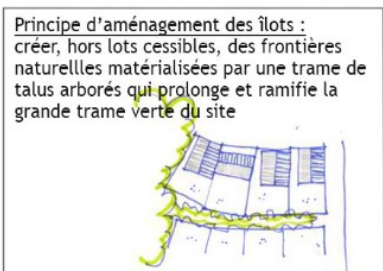 Principe d'aménagement des îlots :
créer, hors lots cessibles, des frontières
naturellles matérialisées par une trame de
talus arborés qui prolonge et ramifie la
grande trame verte du site